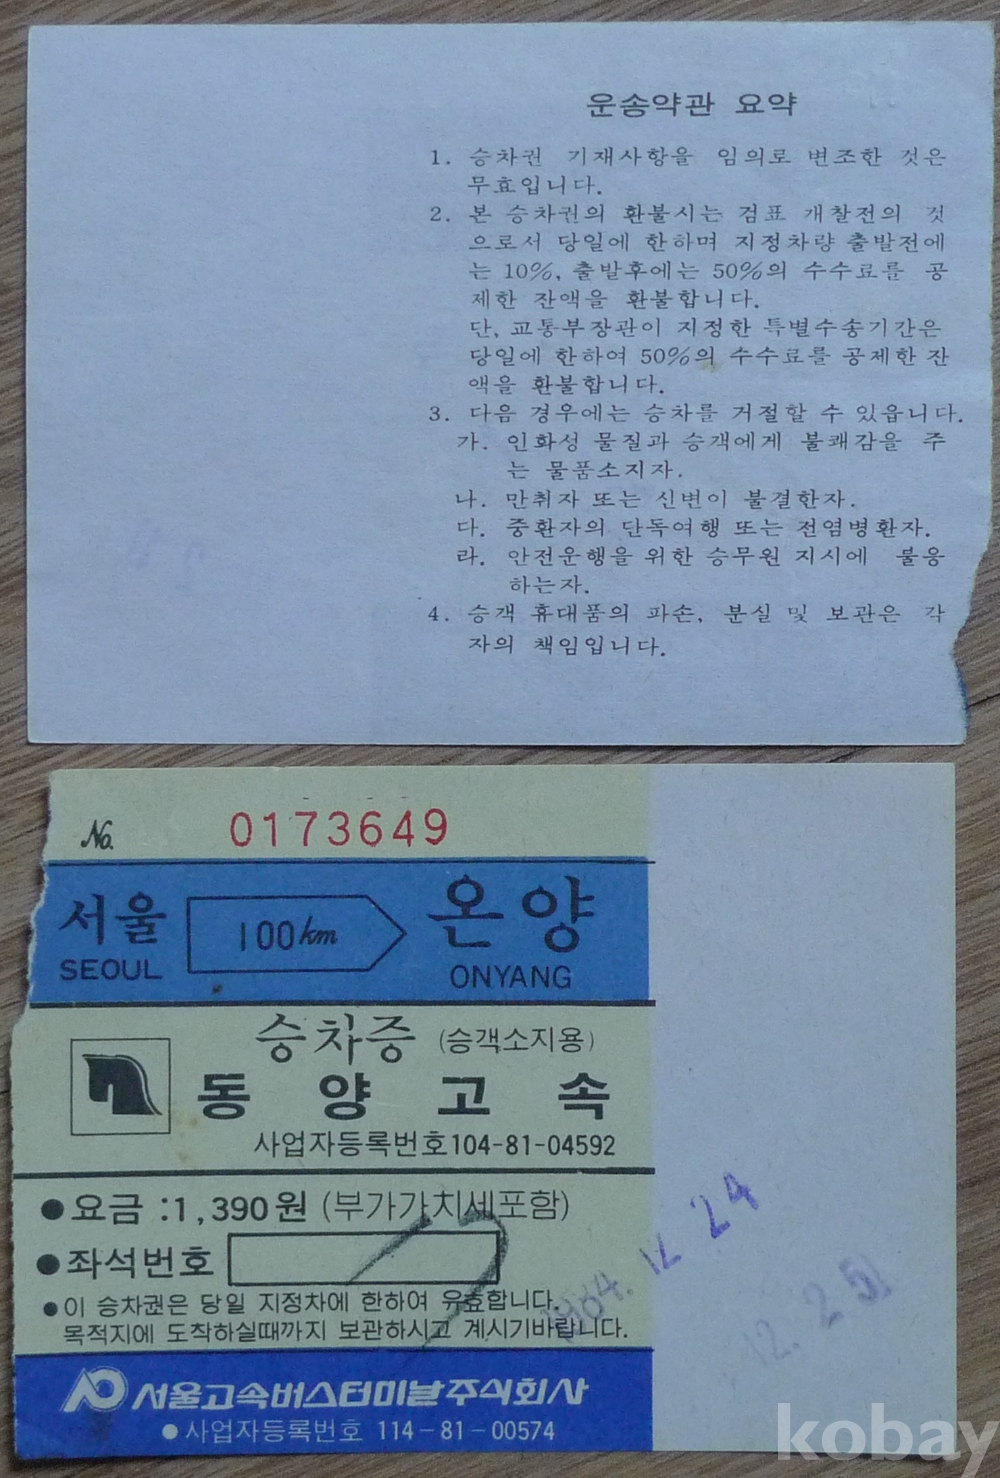 운송약관 요약
1. 승차권 기재사항을 임의로 변조한 것은
무효입니다.
2. 본 승차권의 환불시는 검표 개찰전의 것
으로서 당일에 한하며 지정차량 출발전에
는 10%, 출발후에는 50%의 수수료를 공
제한 잔액을 환불합니다.
단, 교통부장관이 지정한 특별수송기간은
당일에 한하여 50%의 수수료를 공제한 잔
액을 환불합니다.
3. 다음 경우에는 승차를 거절할 수 있읍니다.
가. 인화성 물질과 승객에게 불쾌감을 주
는 물품소지자.
나. 만취자 또는 신변이 불결한자.
다. 중환자의 단독여행 또는 전염병환자.
라. 안전운행을 위한 승무원 지시에 불응
하는자.
4. 승객 휴대품의 파손, 분실 및 보관은 각
자의 책임입니다.
No. 0173649
서울 100km 온양
SEOUL ONYANG
승차증 (승객소지용)
동양고속
사업자등록번호 104-81-04592
● 요금 : 1,390원 (부가가치세포함)
● 좌석번호
● 이 승차권은 당일 지정차에 한하여 유효합니다.
목적지에 도착하실때까지 보관하시고 계시기바랍니다.
1984. 12. 24
12. 25
서울고속버스터미날주식회사
● 사업자등록번호 114-81-00574
kobay